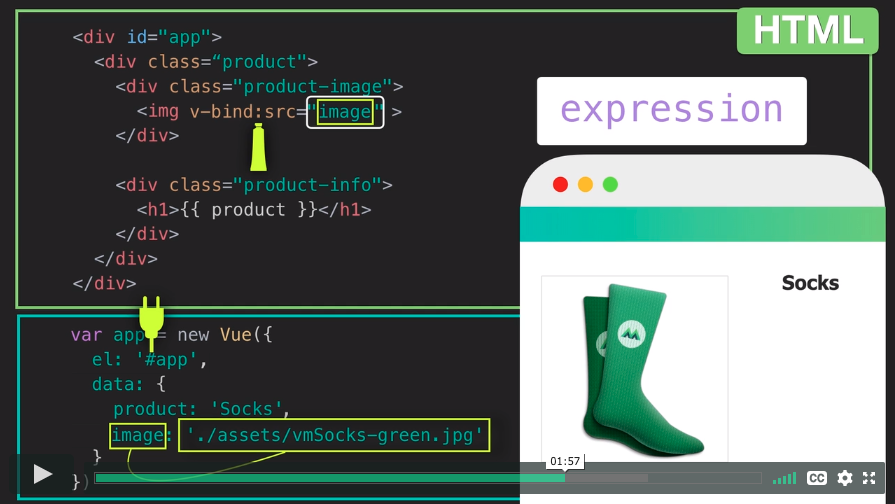 HTML
<div id="app">
<div class=“product">
<div class="product-image">
<img v-bind:src="image" >
</div>
expression
<div class="product-info">
<h1>{{ product }}</h1>
</div>
</div>
</div>
Socks
var app = new Vue({
el: '#app',
data: {
product: 'Socks',
image: './assets/vmSocks-green.jpg'
}
})
01:57
CC